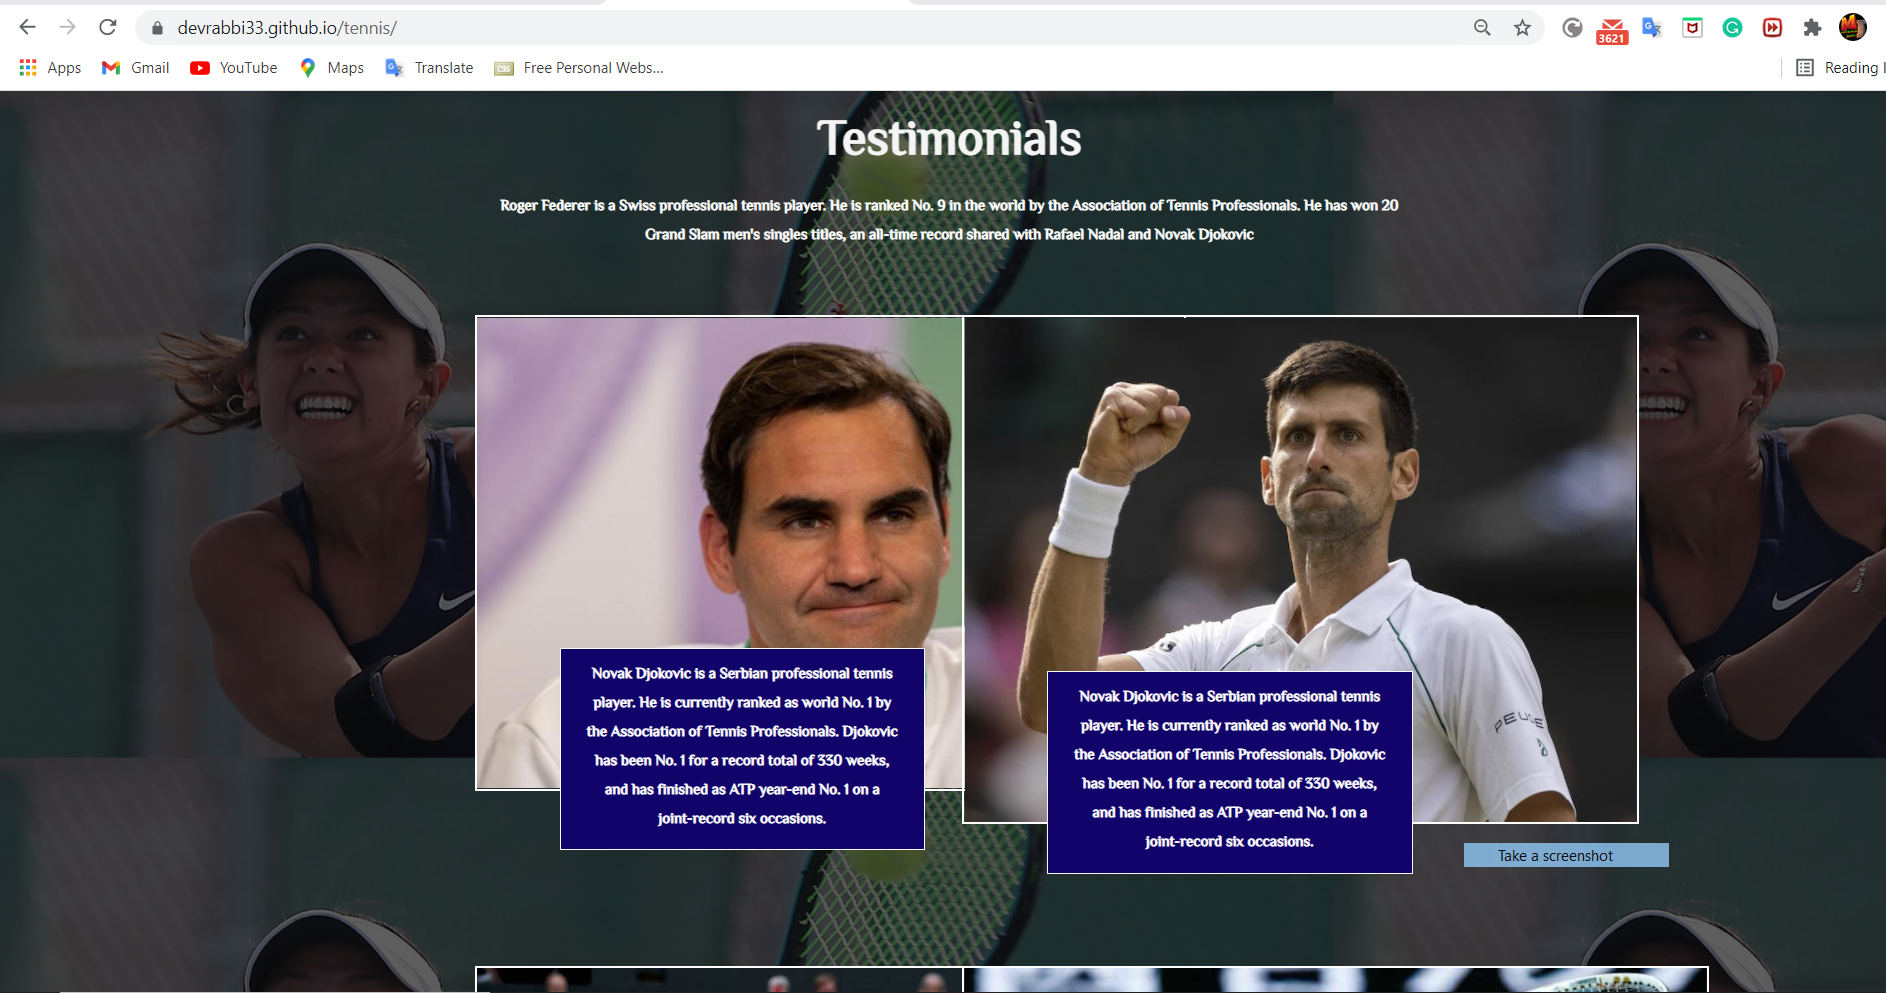 devrabbi33.github.io/tennis/
3621
Apps
Gmail
YouTube
Maps
Translate
CSS
Free Personal Webs...
Reading
Testimonials
Roger Federer is a Swiss professional tennis player. He is ranked No. 9 in the world by the Association of Tennis Professionals. He has won 20
Grand Slam men's singles titles, an all-time record shared with Rafael Nadal and Novak Djokovic
Novak Djokovic is a Serbian professional tennis
player. He is currently ranked as world No. 1 by
the Association of Tennis Professionals. Djokovic
has been No. 1 for a record total of 330 weeks,
and has finished as ATP year-end No. 1 on a
joint-record six occasions.
PEUGE
Novak Djokovic is a Serbian professional tennis
player. He is currently ranked as world No. 1 by
the Association of Tennis Professionals. Djokovic
has been No. 1 for a record total of 330 weeks,
and has finished as ATP year-end No. 1 on a
joint-record six occasions.
Take a screenshot